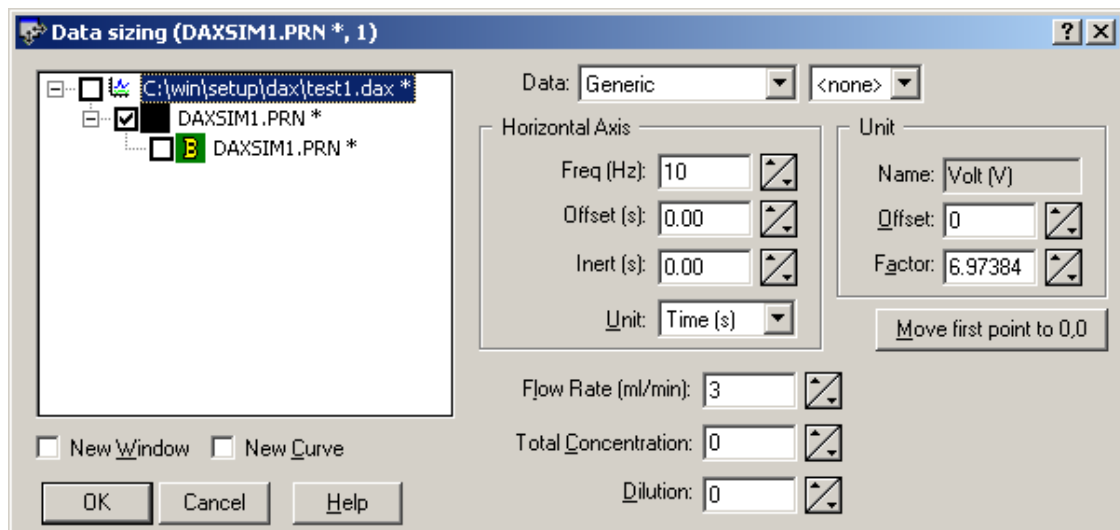 Data sizing (DAXSIM1.PRN *, 1)
C:\win\setup\dax\test1.dax *
DAXSIM1.PRN *
B DAXSIM1.PRN *
New Window New Curve
OK Cancel Help
Data: Generic <none>
Horizontal Axis
Freq (Hz): 10
Offset (s): 0.00
Inert (s): 0.00
Unit: Time (s)
Unit
Name: Volt (V)
Offset: 0
Factor: 6.97384
Move first point to 0,0
Flow Rate (ml/min): 3
Total Concentration: 0
Dilution: 0